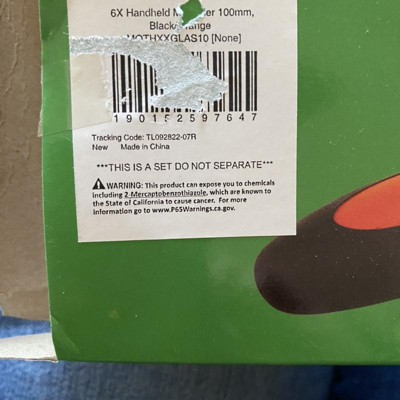 6X Handheld 100mm,
MOTHXXGLAS10 [None]
190152597647
Tracking Code: TL092822-07R
New Made in China
***THIS IS A SET DO NOT SEPARATE***
WARNING: This product can expose you to chemicals
including 2-Mercaptobenzothiazole, which are known to
the State of California to cause cancer. For more
information go to www.P65Warnings.ca.gov.